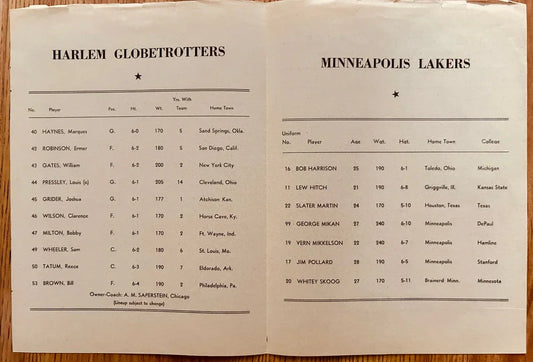 HARLEM GLOBETROTTERS
★
No. Player Pos. Ht. Wt. Yrs. With Team Home Town
40 HAYNES, Marques G. 6-0 170 5 Sand Springs, Okla.
42 ROBINSON, Ermer F. 6-2 180 5 San Diego, Calif.
43 GATES, William F. 6-2 200 2 New York City
44 PRESSLEY, Louis (c) G. 6-1 205 14 Cleveland, Ohio
45 GRIDER, Joshua G. 6-1 177 1 Atchison Kan.
46 WILSON, Clarence F. 6-1 170 2 Horse Cave, Ky.
47 MILTON, Bobby F. 6-1 170 2 Ft. Wayne, Ind.
49 WHEELER, Sam C. 6-2 180 6 St. Louis, Mo.
50 TATUM, Reece C. 6-3 190 7 Eldorado, Ark.
53 BROWN, Bill F. 6-4 190 2 Philadelphia, Pa.
Owner-Coach: A. M. SAPERSTEIN, Chicago
(Lineup subject to change)
MINNEAPOLIS LAKERS
★
Uniform
No. Player Age Wat. Hat. Home Town College
16 BOB HARRISON 25 190 6-1 Toledo, Ohio Michigan
11 LEW HITCH 21 190 6-8 Griggville, Ill. Kansas State
22 SLATER MARTIN 24 170 5-10 Houston, Texas Texas
99 GEORGE MIKAN 27 240 6-10 Minneapolis DePaul
19 VERN MIKKELSON 22 240 6-7 Minneapolis Hamline
17 JIM POLLARD 28 190 6-5 Minneapolis Stanford
20 WHITEY SKOOG 27 170 5-11 Brainerd Minn. Minnesota